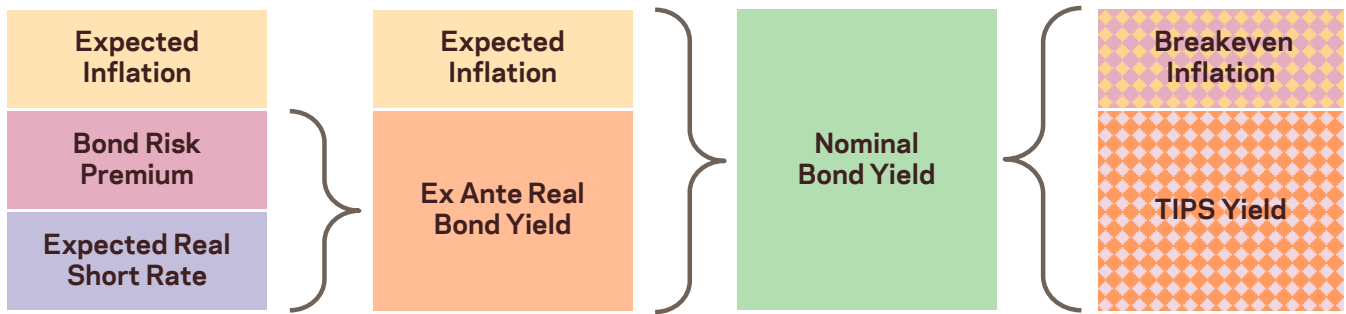 Expected
Inflation
Bond Risk
Premium
Expected Real
Short Rate
Expected
Inflation
Ex Ante Real
Bond Yield
Nominal
Bond Yield
Breakeven
Inflation
TIPS Yield